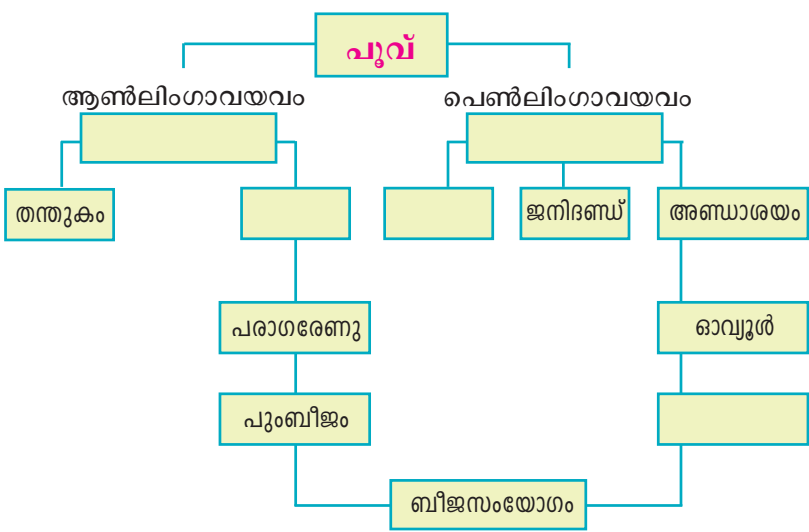 പൂവ്
ആൺലിംഗാവയവം
പെൺലിംഗാവയവം
തന്തുകം
ജനിദണ്ഡ്
അണ്ഡാശയം
പരാഗരേണു
ഓവ്യൂൾ
പുംബീജം
ബീജസംയോഗം